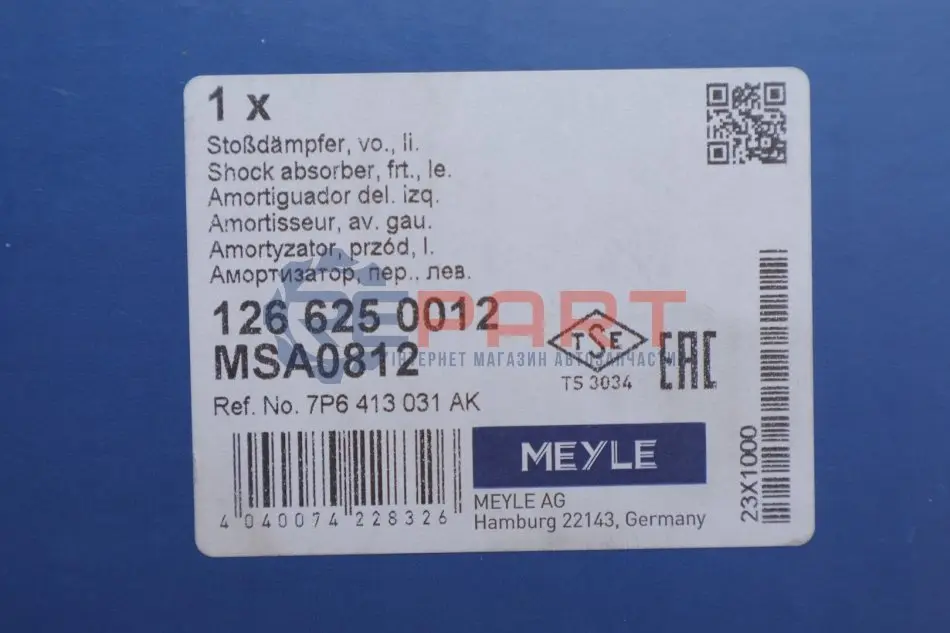 1 x
Stoßdämpfer, vo., li.
Shock absorber, frt., le.
Amortiguador del. izq.
Amortisseur, av. gau.
Amortyzator, przód, l.
Амортизатор, пер., лев.
126 625 0012
MSA0812
Ref. No. 7P6 413 031 AK
EPART
ІНТЕРНЕТ МАГАЗИН АВТОЗАПЧАСТИН
TSE
TS 3034
EAC
4 040074 228326
MEYLE
MEYLE AG
Hamburg 22143, Germany
23X1000